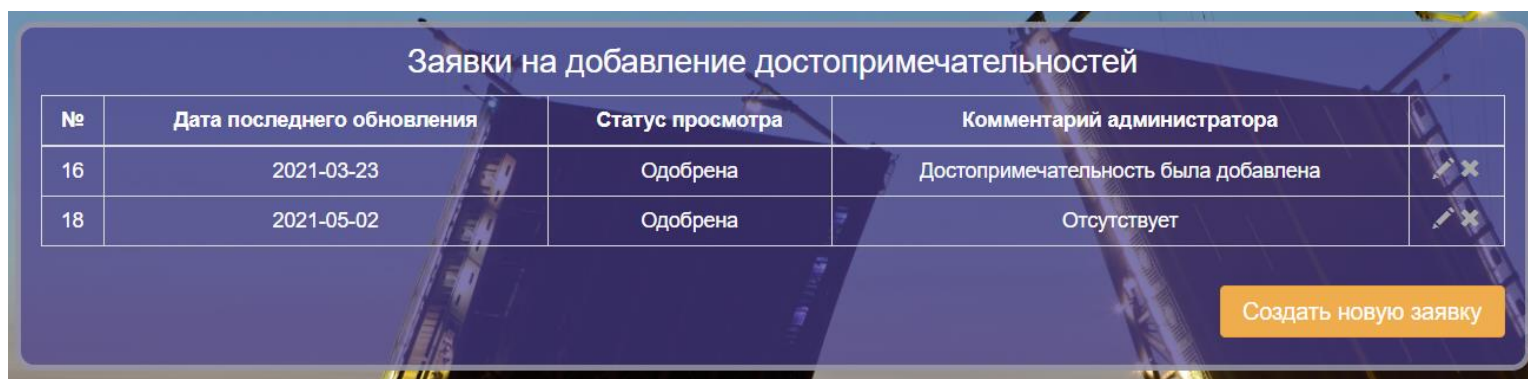 Заявки на добавление достопримечательностей
№ Дата последнего обновления Статус просмотра Комментарий администратора
16 2021-03-23 Одобрена Достопримечательность была добавлена
18 2021-05-02 Одобрена Отсутствует
Создать новую заявку